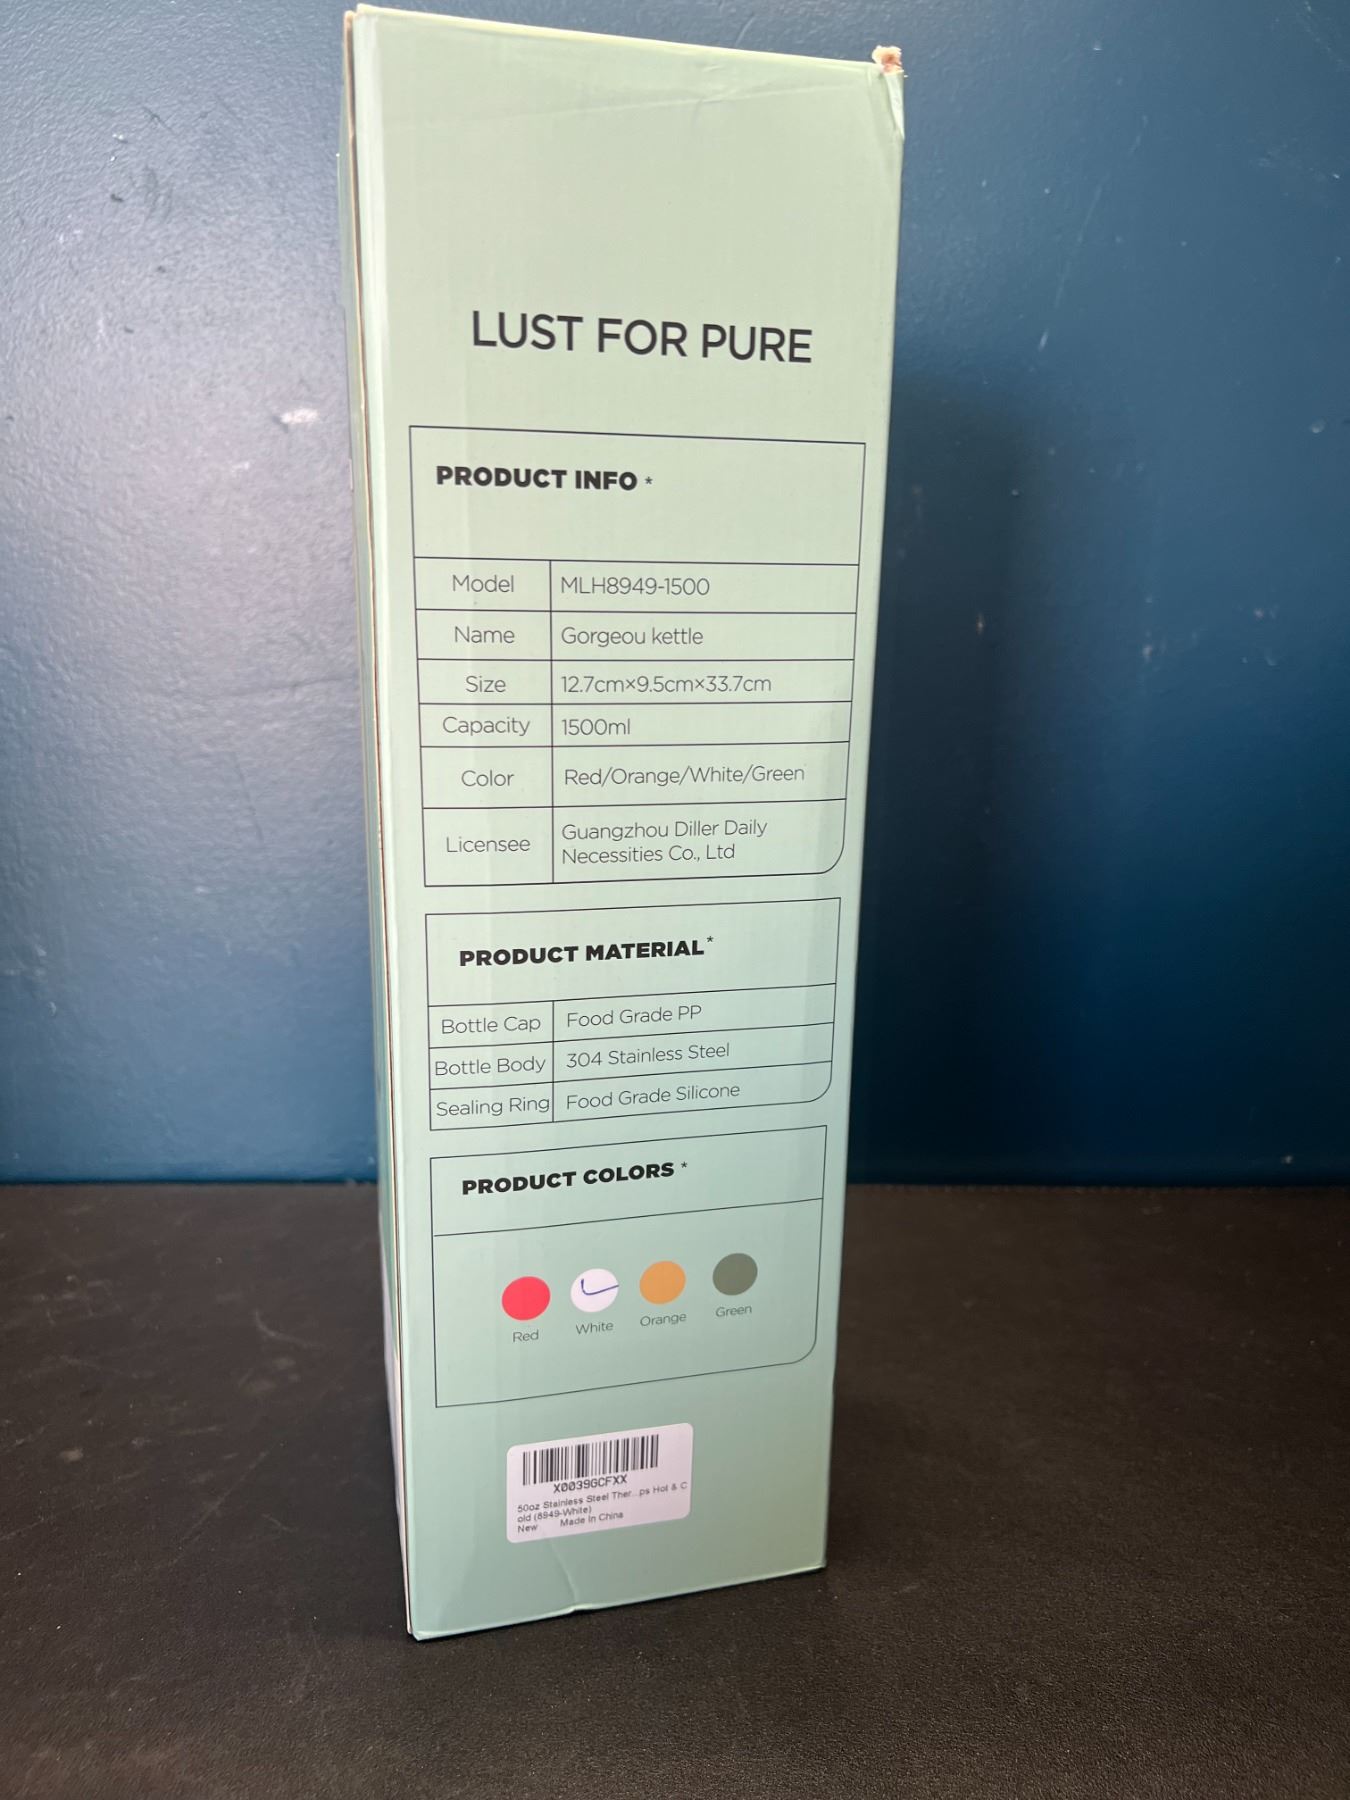 LUST FOR PURE
PRODUCT INFO *
Model MLH8949-1500
Name Gorgeou kettle
Size 12.7cm×9.5cm×33.7cm
Capacity 1500ml
Color Red/Orange/White/Green
Licensee Guangzhou Diller Daily
Necessities Co., Ltd
PRODUCT MATERIAL *
Bottle Cap Food Grade PP
Bottle Body 304 Stainless Steel
Sealing Ring Food Grade Silicone
PRODUCT COLORS *
Red White Orange Green
X0039GCFXX
50oz Stainless Steel Ther...ps Hot & C
old (8949-White)
New Made In China